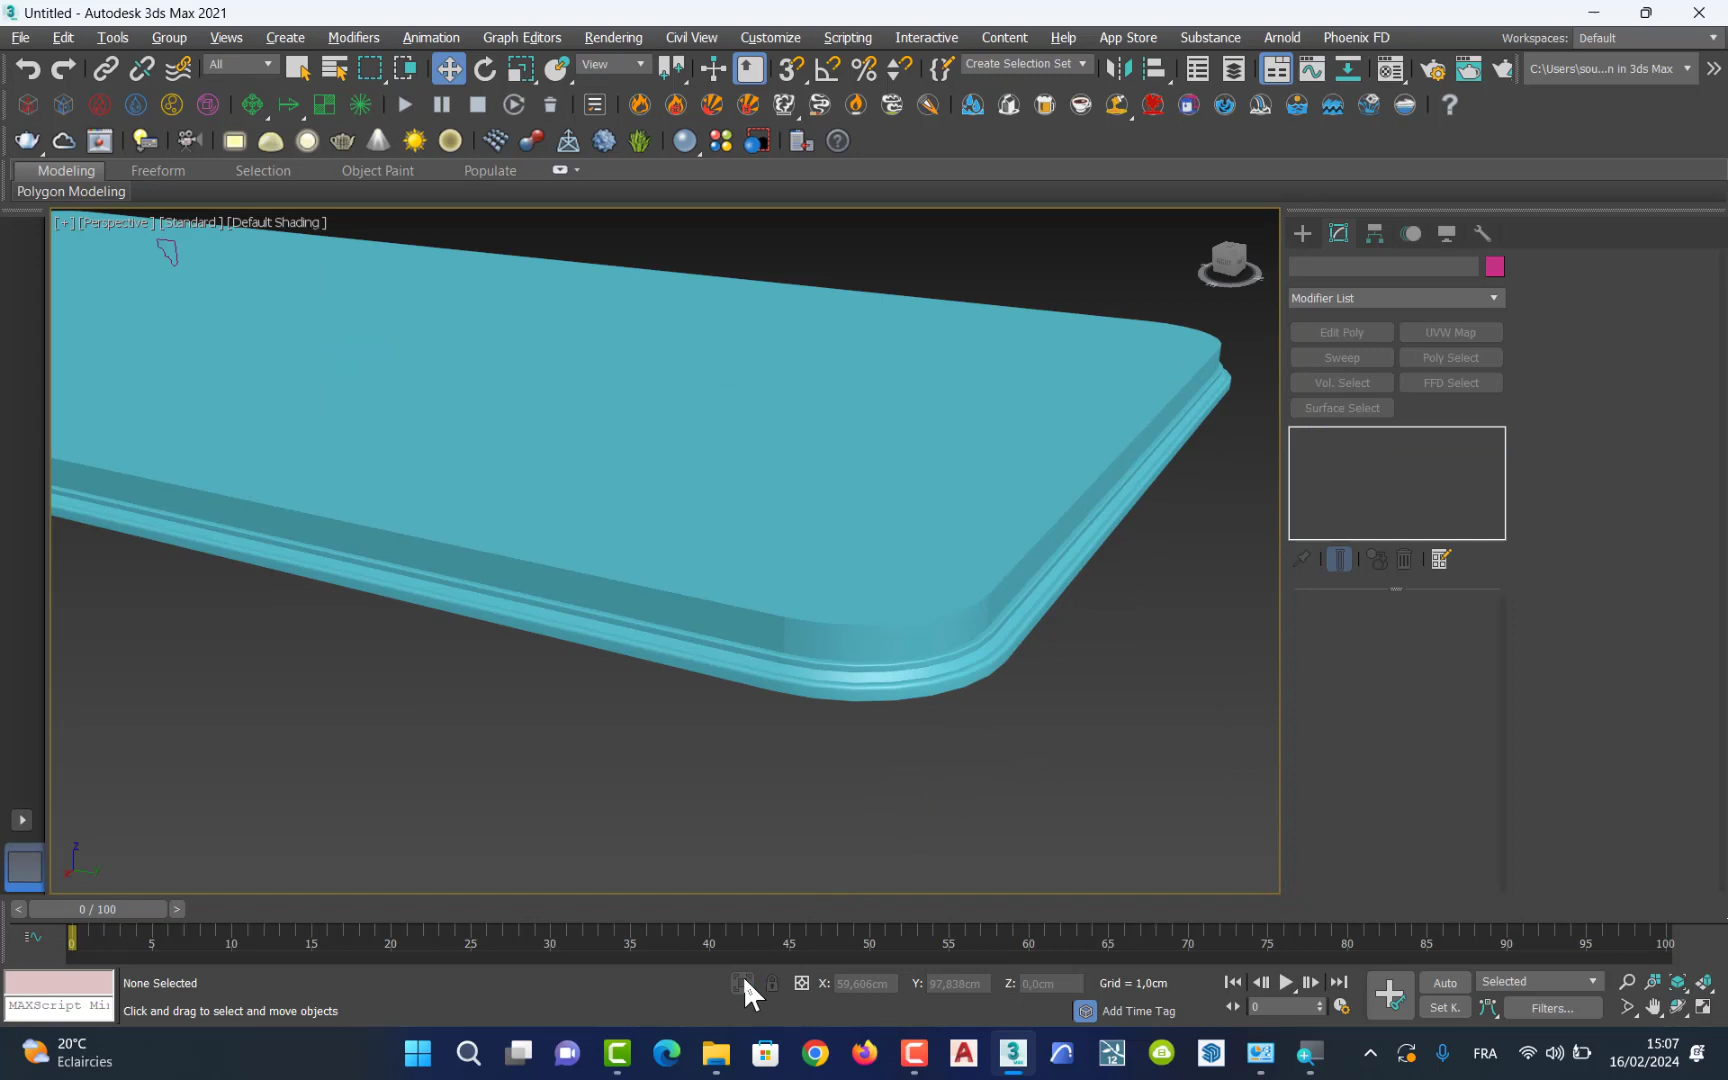 Untitled - Autodesk 3ds Max 2021
File Edit Tools Group Views Create Modifiers Animation Graph Editors Rendering Civil View Customize Scripting Interactive Content Help App Store Substance Arnold Phoenix FD Workspaces: Default
All View Create Selection Set C:\Users\sou...n in 3ds Max
Modeling Freeform Selection Object Paint Populate
Polygon Modeling
[+] [Perspective] [Standard] [Default Shading]
Modifier List
Edit Poly UVW Map
Sweep Poly Select
Vol. Select FFD Select
Surface Select
z
x y
< 0 / 100 >
0 5 10 15 20 25 30 35 40 45 50 55 60 65 70 75 80 85 90 95 100
None Selected X: 59,606cm Y: 97,838cm Z: 0,0cm Grid = 1,0cm Auto Selected
MAXScript Mi Click and drag to select and move objects Add Time Tag 0 Set K. Filters...
20°C
Eclaircies
12 3 FRA 15:07
16/02/2024